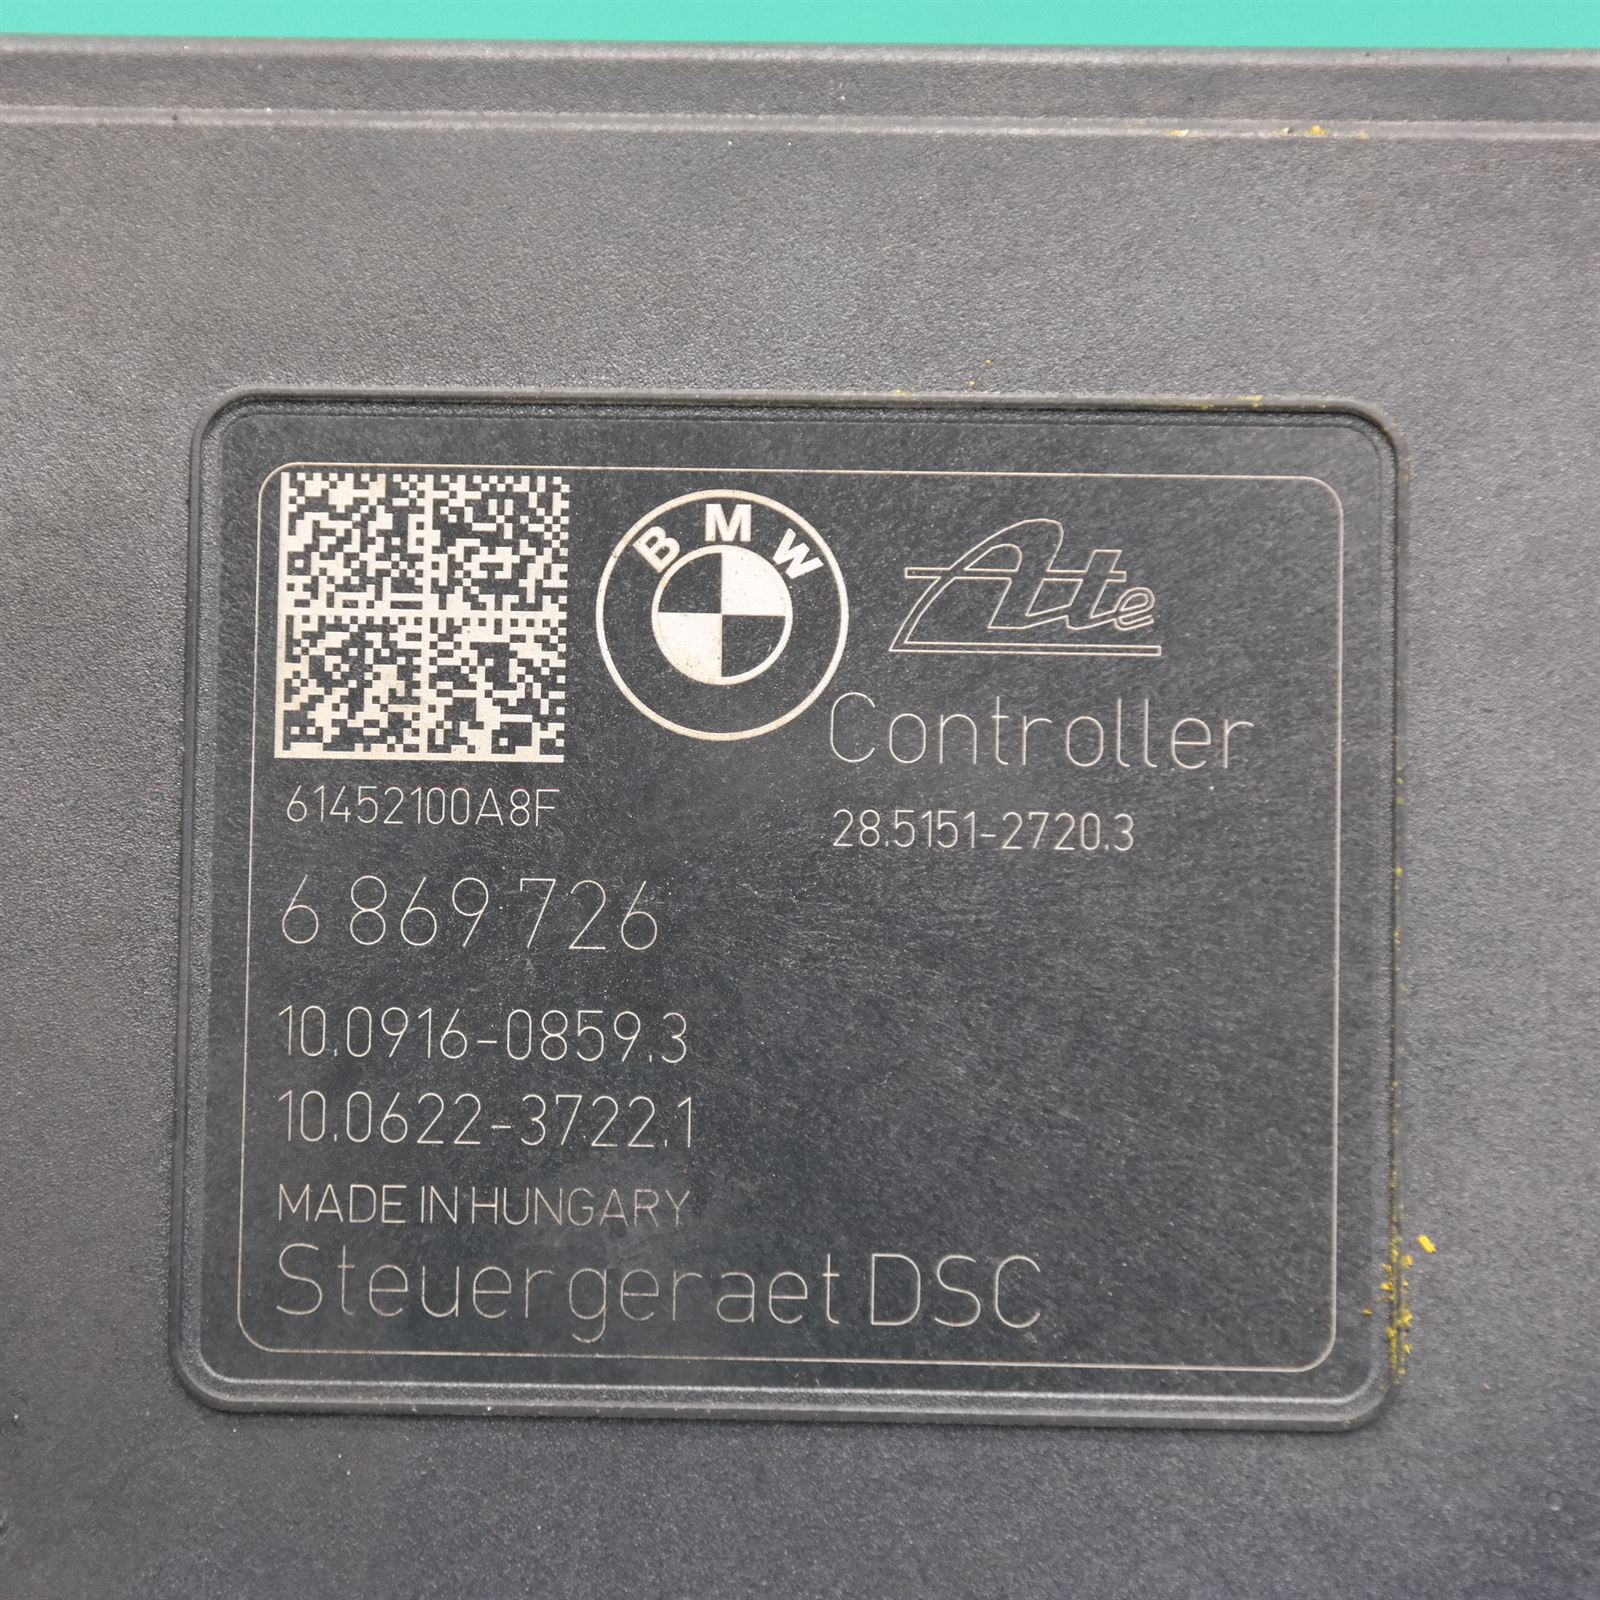 BMW
Ate
Controller
61452100A8F
28.5151-2720.3
6 869 726
10.0916-0859.3
10.0622-3722.1
MADE IN HUNGARY
Steuergeraet DSC